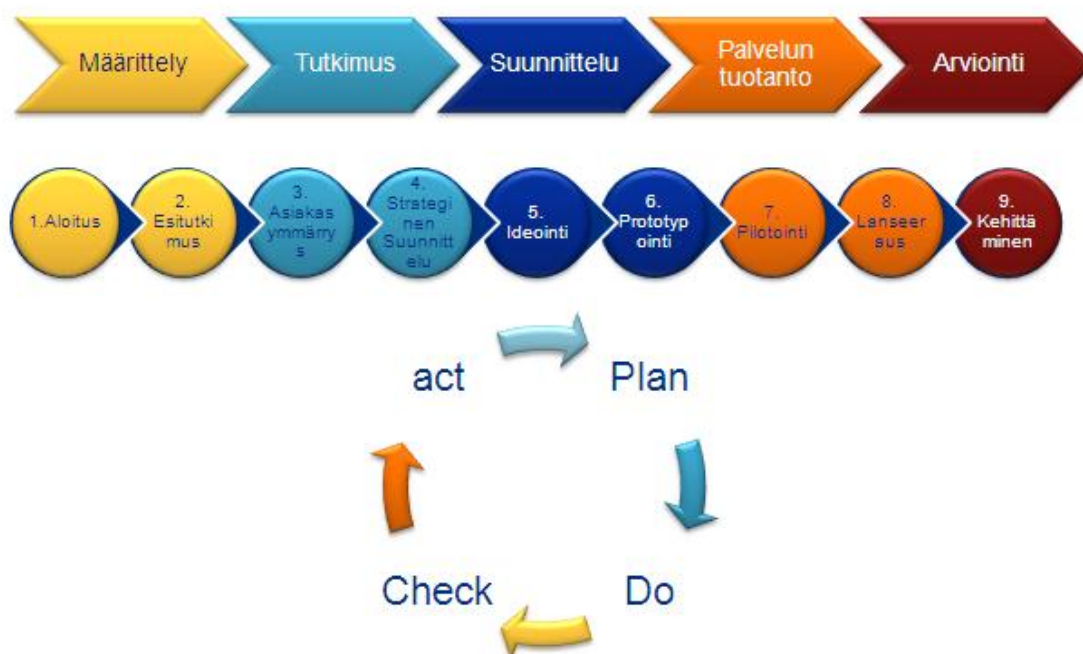 Määrittely
Tutkimus
Suunnittelu
Palvelun
tuotanto
Arviointi
1.Aloitus
2.
Esitutki
mus
3.
Asiakas
ymmärry
s
4.
Strategi
nen
Suunnitt
elu
5.
Ideointi
6.
Prototyp
ointi
7.
Pilotointi
8.
Lanseer
aus
9.
Kehittä
minen
act
Plan
Check
Do